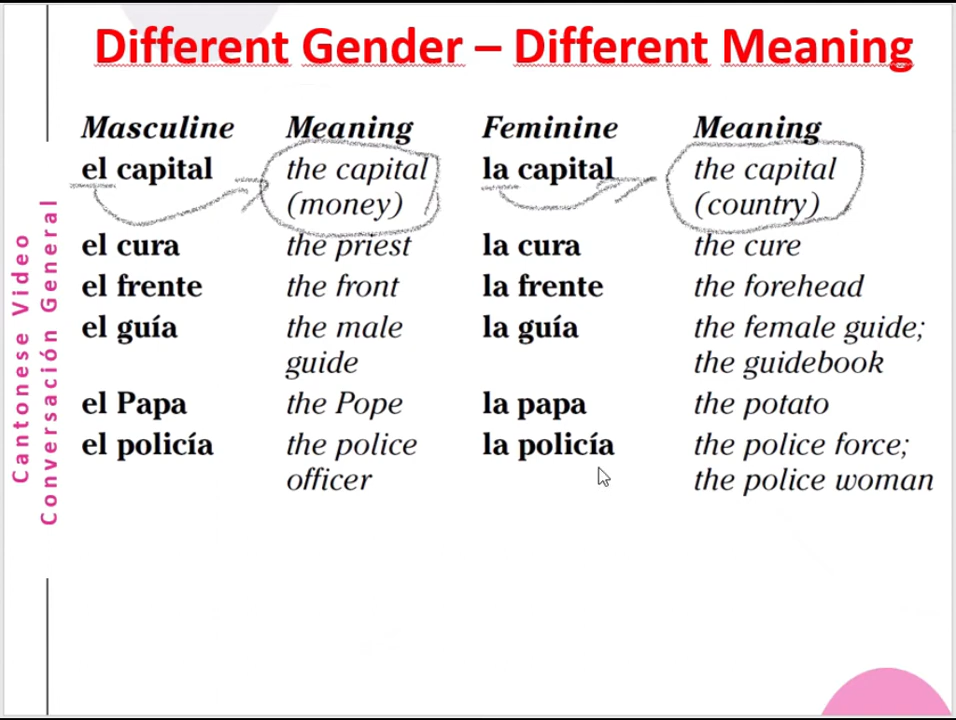 Different Gender – Different Meaning
Masculine Meaning Feminine Meaning
el capital the capital (money) la capital the capital (country)
el cura the priest la cura the cure
el frente the front la frente the forehead
el guía the male guide la guía the female guide; the guidebook
el Papa the Pope la papa the potato
el policía the police officer la policía the police force; the police woman
Cantonese Video
Conversación General